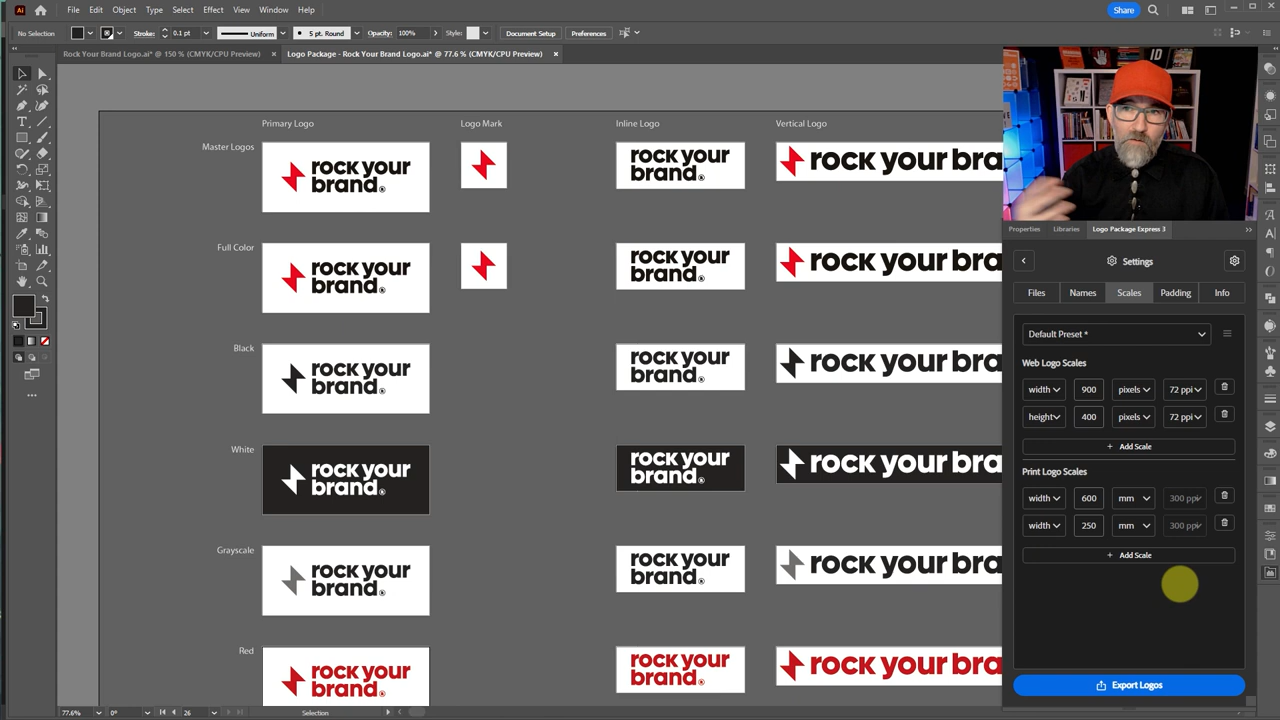 Ai File Edit Object Type Select Effect View Window Help Share
No Selection Stroke: 0.1 pt Uniform 5 pt. Round Opacity: 100% Style: Document Setup Preferences
Rock Your Brand Logo.ai* @ 150 % (CMYK/CPU Preview) × Logo Package - Rock Your Brand Logo.ai* @ 77.6 % (CMYK/CPU Preview) ×
Primary Logo Logo Mark Inline Logo Vertical Logo
Master Logos
rock your
brand®
rock your
brand®
rock your bra
Full Color
rock your
brand®
rock your
brand®
rock your bra
Black
rock your
brand®
rock your
brand®
rock your bra
White
rock your
brand®
rock your
brand®
rock your bra
Grayscale
rock your
brand®
rock your
brand®
rock your bra
Red
rock your
brand®
rock your
brand®
rock your bra
ID
Properties Libraries Logo Package Express 3
Settings
Files Names Scales Padding Info
Default Preset *
Web Logo Scales
width 900 pixels 72 ppi
height 400 pixels 72 ppi
+ Add Scale
Print Logo Scales
width 600 mm 300 ppi
width 250 mm 300 ppi
+ Add Scale
Export Logos
77.6% 0° 26 Selection